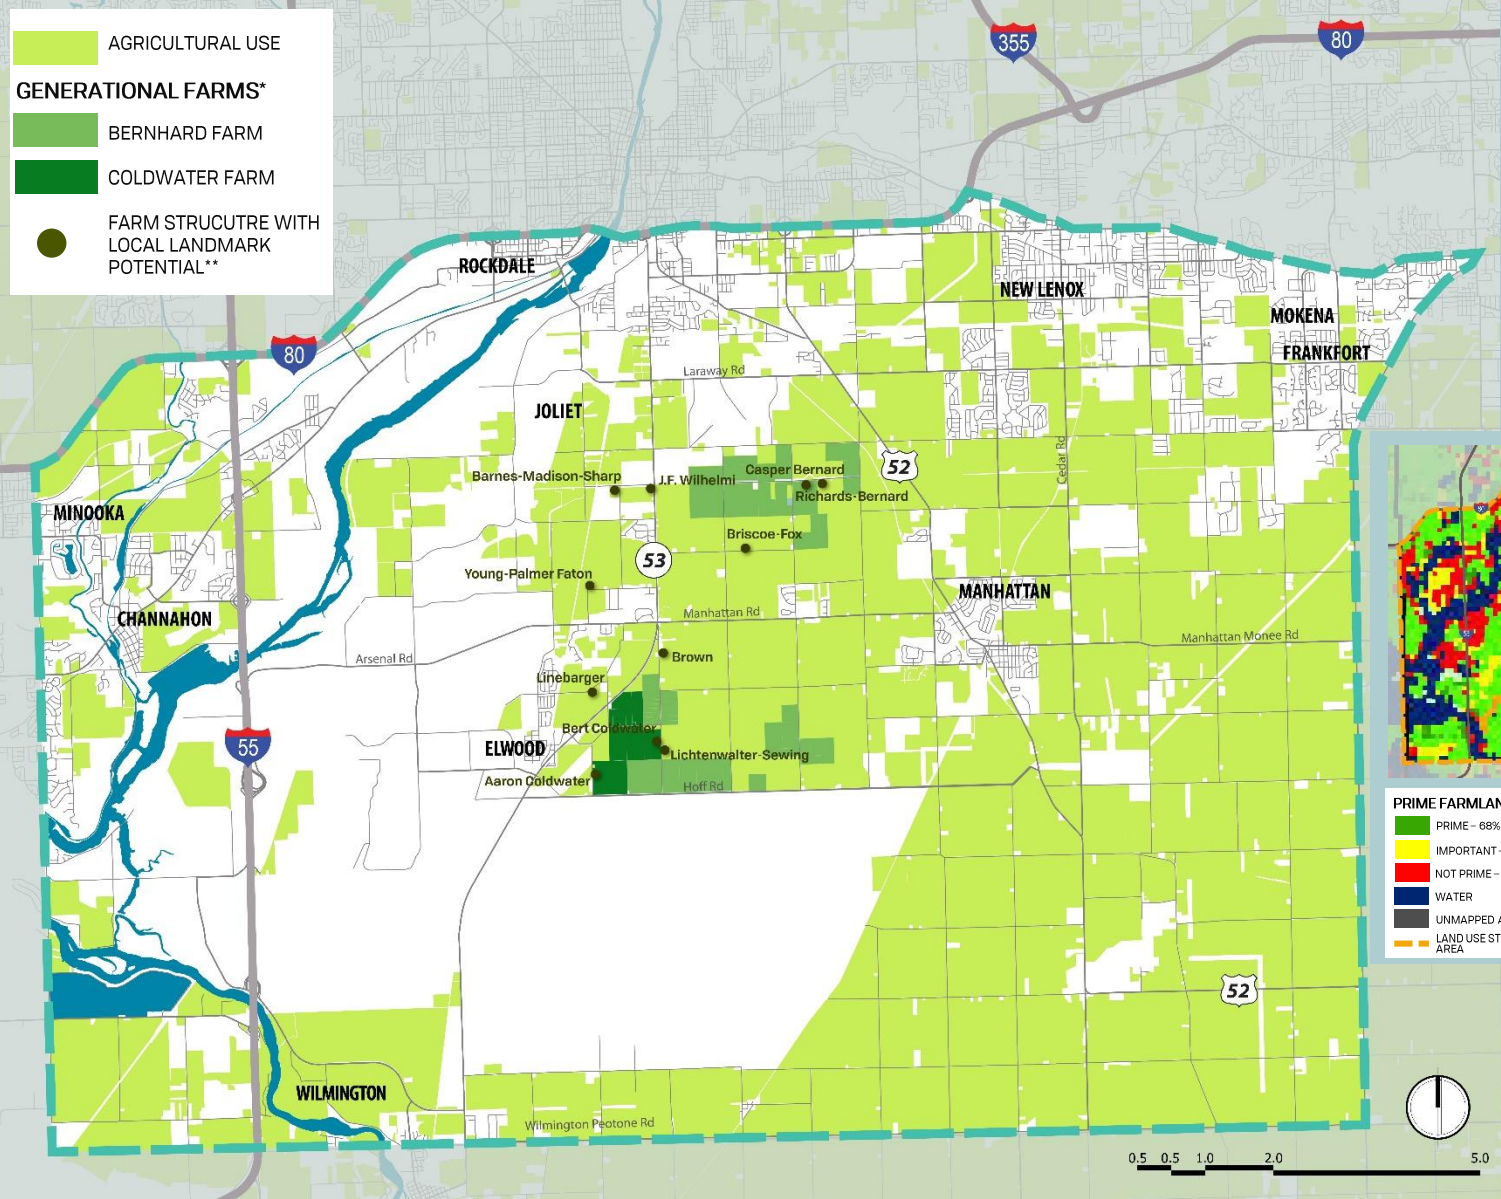 AGRICULTURAL USE
GENERATIONAL FARMS*
BERNHARD FARM
COLDWATER FARM
FARM STRUCUTRE WITH
LOCAL LANDMARK
POTENTIAL**
355
80
ROCKDALE
NEW LENOX
MOKENA
FRANKFORT
80
Laraway Rd
JOLIET
Cedar Rd
52
Casper Bernard
Barnes-Madison-Sharp
J.F. Wilhelmi
Richards-Bernard
MINOOKA
Briscoe-Fox
53
Young-Palmer Faton
MANHATTAN
Manhattan Rd
CHANNAHON
Manhattan Monee Rd
Arsenal Rd
Brown
Linebarger
Bert Coldwater
ELWOOD
55
Lichtenwalter-Sewing
Aaron Coldwater
Hoff Rd
PRIME FARMLAN
PRIME – 68%
IMPORTANT -
NOT PRIME –
WATER
UNMAPPED A
LAND USE ST
AREA
52
WILMINGTON
Wilmington Peotone Rd
0.5 0.5 1.0 2.0 5.0